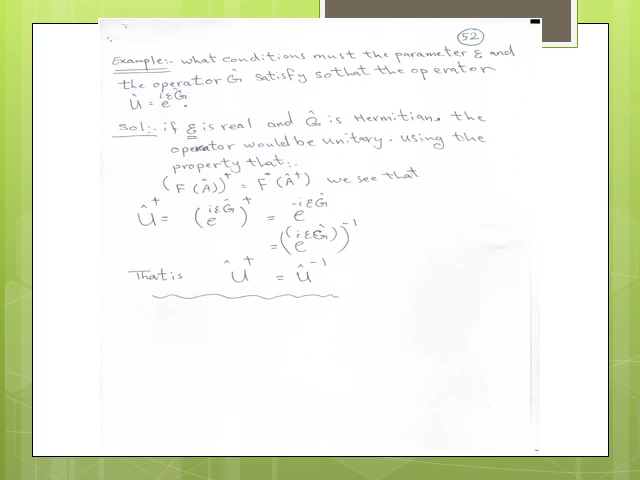 52
Example:- what conditions must the parameter ε and
the operator Ĝ satisfy so that the operator
Û = e^{iεĜ}.
Sol:- if ε is real and Ĝ is Hermitian, the
operator would be unitary. Using the
property that:-
(F(Â))^† = F^*(Â^†) we see that
Û^† = (e^{iεĜ})^† = e^{-iεĜ}
= (e^{(iεĜ)})^{-1}
That is Û^† = Û^{-1}